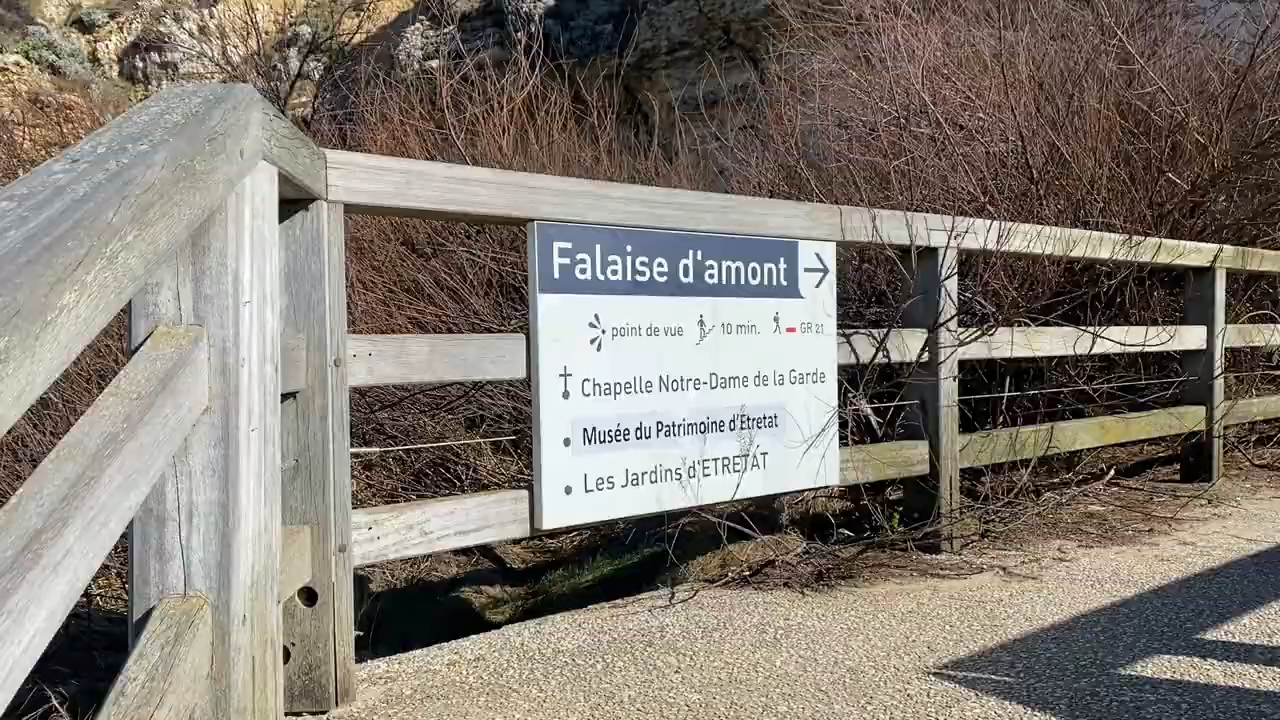 Falaise d'amont →
point de vue 10 min. GR 21
Chapelle Notre-Dame de la Garde
Musée du Patrimoine d'Etretat
Les Jardins d'ETRETAT